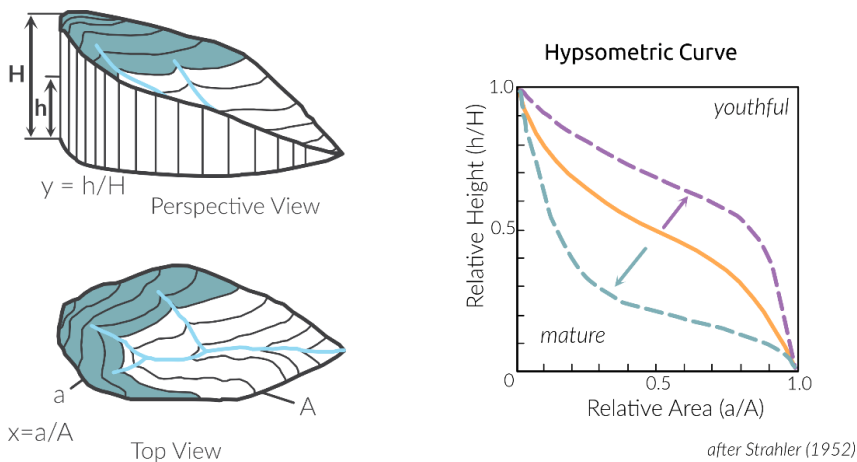 H
h
y = h/H
Perspective View
a
A
x=a/A
Top View
Hypsometric Curve
Relative Height (h/H)
1.0
0.5
0
0.5
1.0
youthful
mature
Relative Area (a/A)
after Strahler (1952)